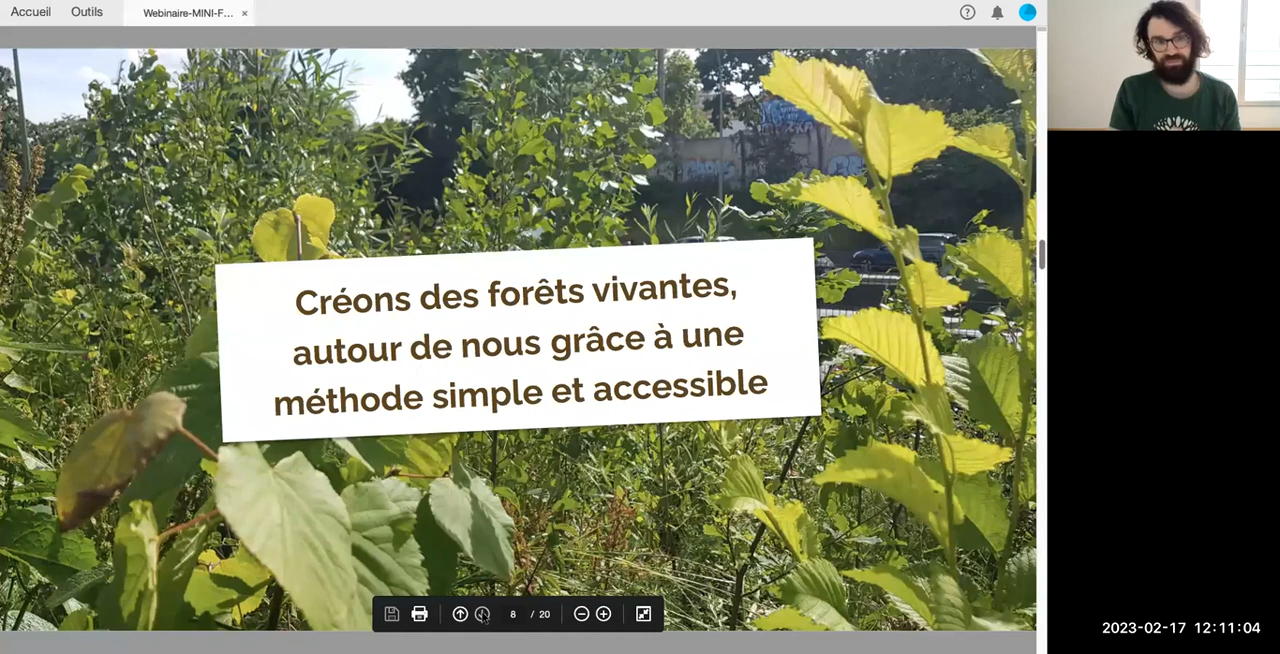 Accueil
Outils
Webinaire-MINI-F...
×
?
Créons des forêts vivantes,
autour de nous grâce à une
méthode simple et accessible
8 / 20
2023-02-17 12:11:04